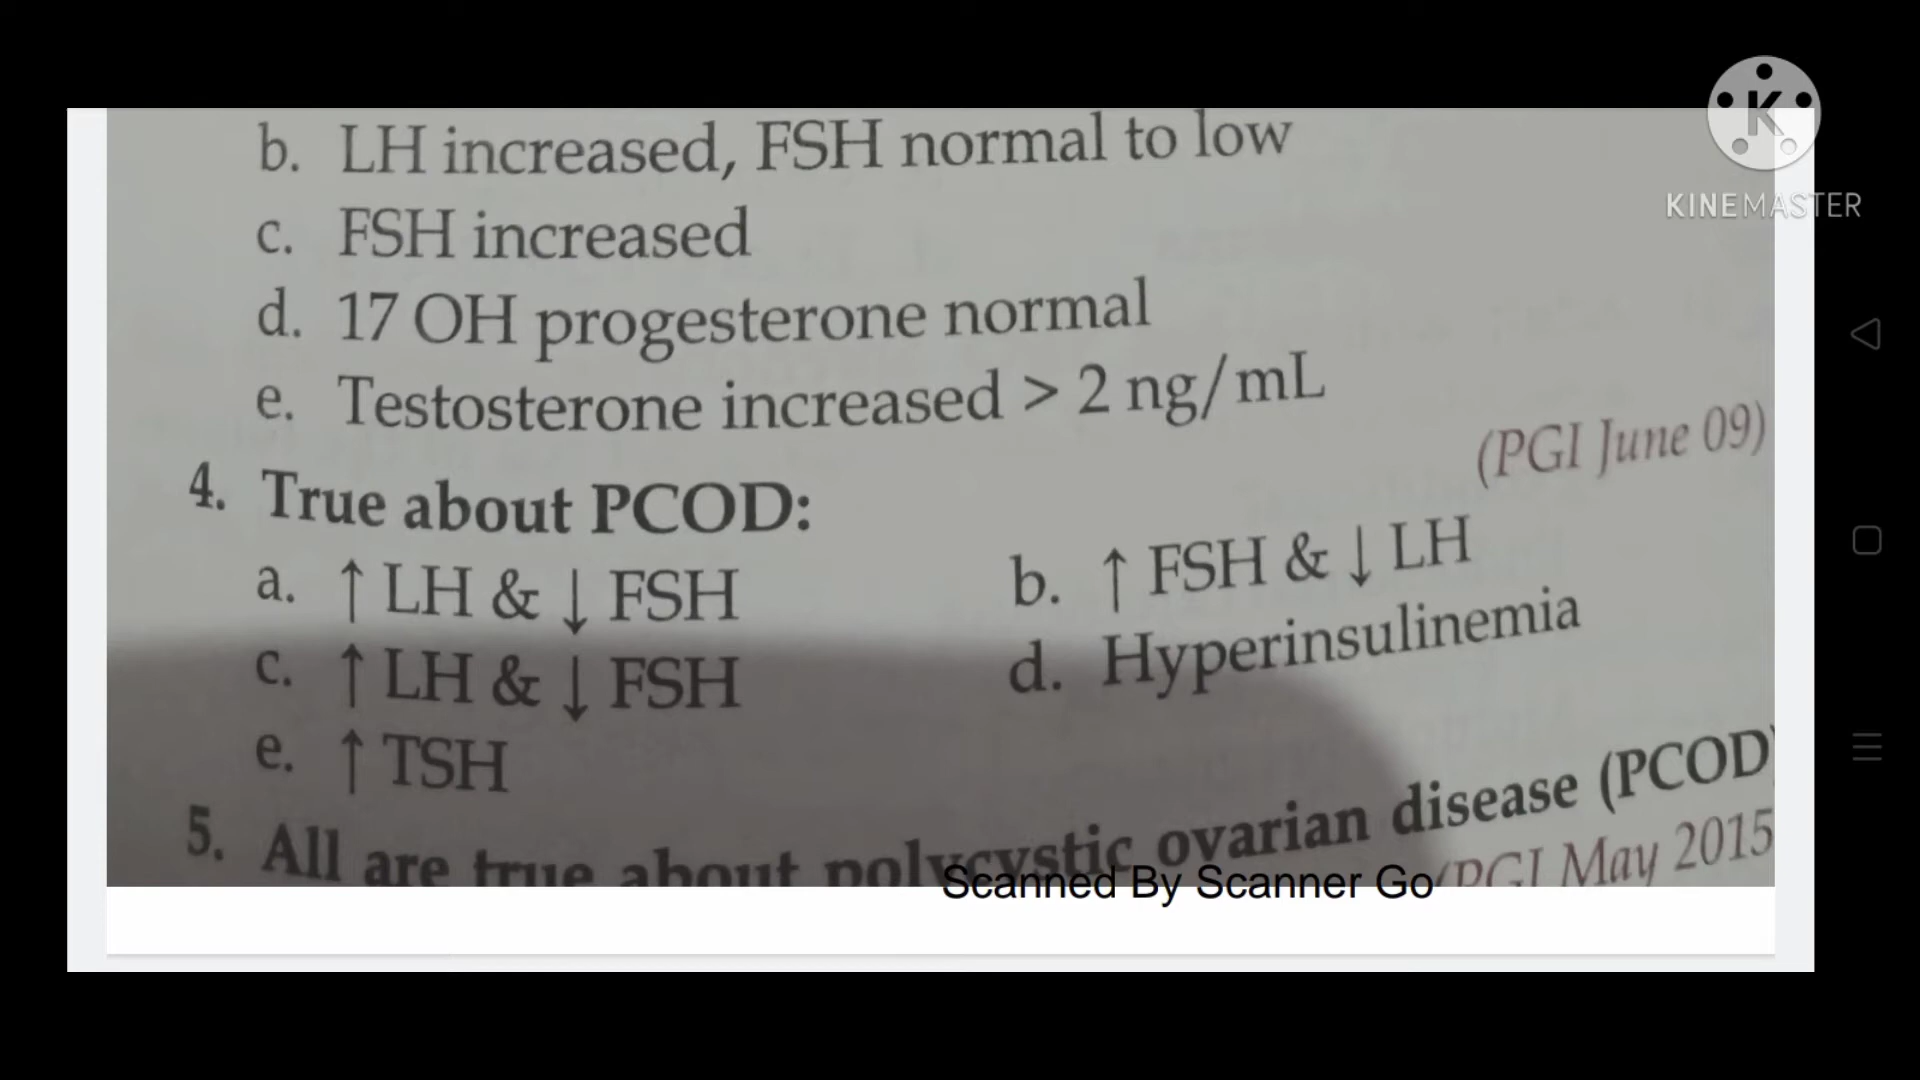 b. LH increased, FSH normal to low
KINEMASTER
c. FSH increased
d. 17 OH progesterone normal
e. Testosterone increased > 2 ng/mL
(PGI June 09)
4. True about PCOD:
a. ↑ LH & ↓ FSH
b. ↑ FSH & ↓ LH
c. ↑ LH & ↓ FSH
d. Hyperinsulinemia
e. ↑ TSH
5. All are true about polycystic ovarian disease (PCOD)
(PGI May 2015
Scanned By Scanner Go